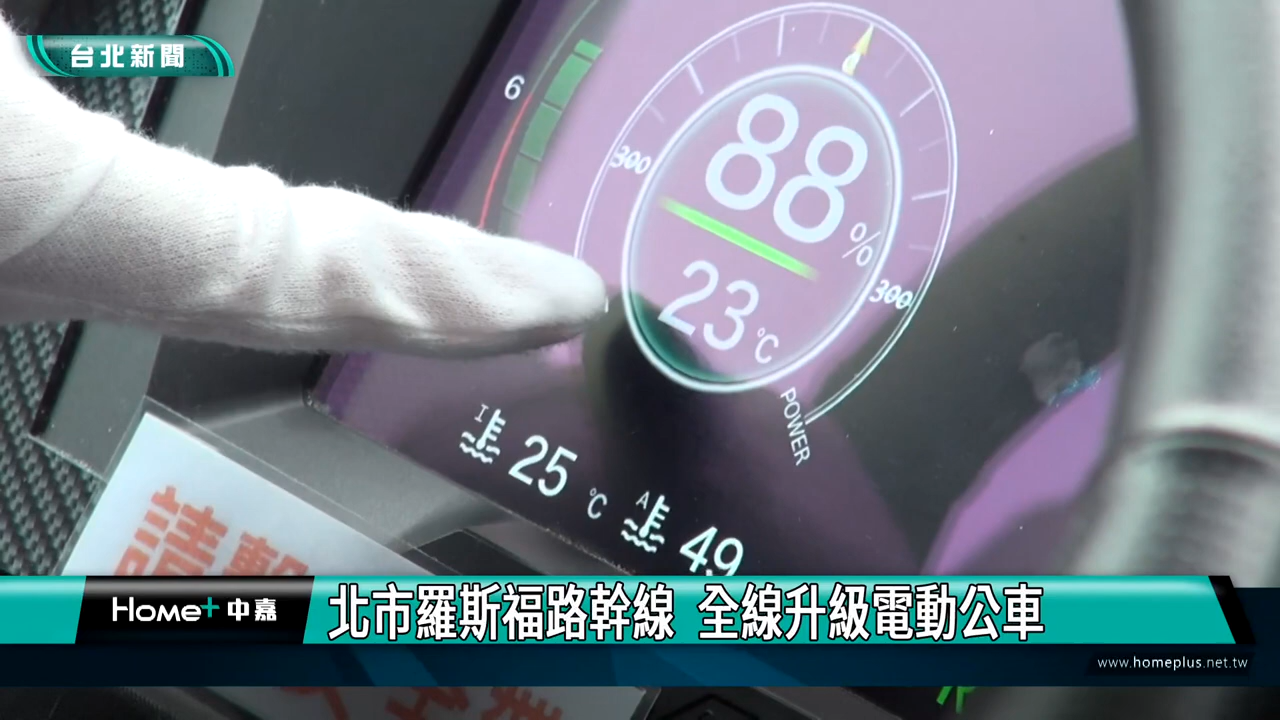 台北新聞
6
300
88%
23℃
300
POWER
I
25 ℃
A
49
請
Home+中嘉
北市羅斯福路幹線 全線升級電動公車
www.homeplus.net.tw